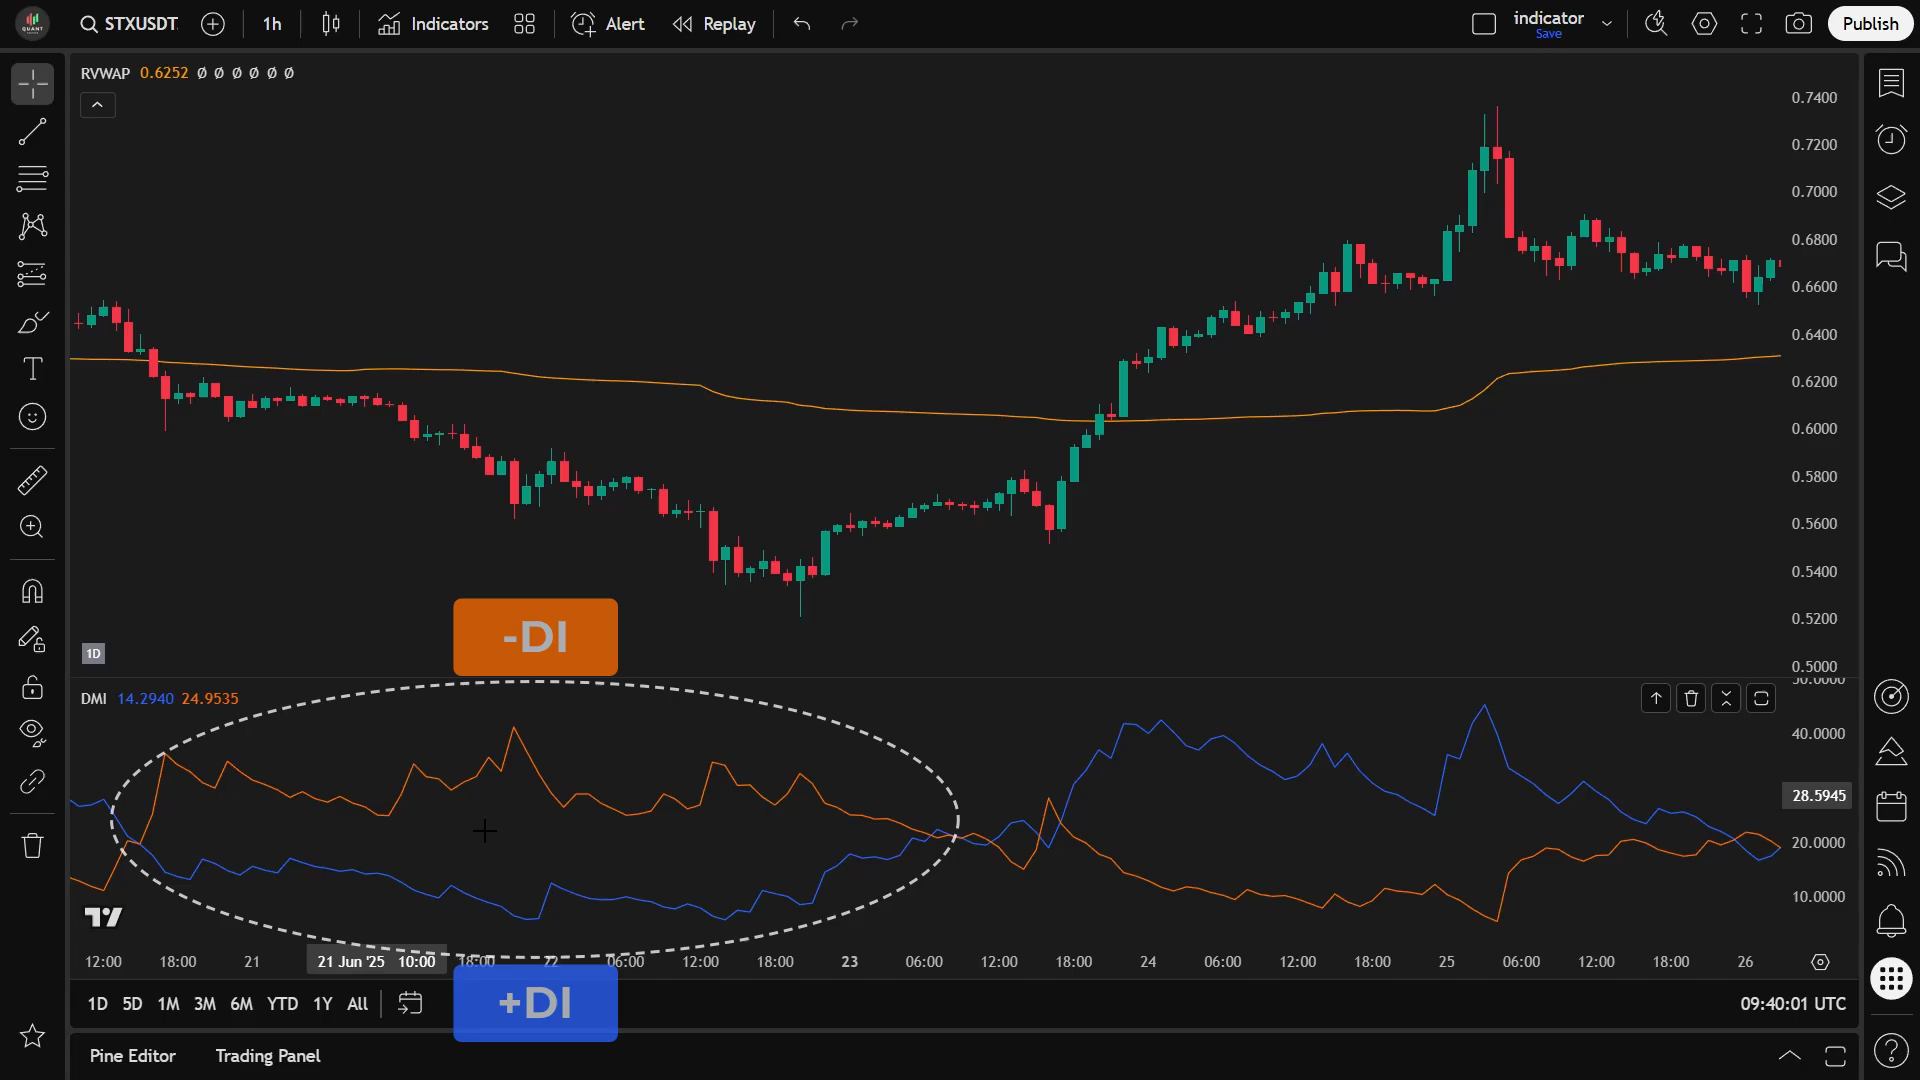 STXUSDT 1h Indicators Alert Replay indicator Publish
Save
RVWAP 0.6252 Ø Ø Ø Ø Ø Ø
0.7400
0.7200
0.7000
0.6800
0.6600
0.6400
0.6200
0.6000
0.5800
0.5600
0.5400
0.5200
0.5000
1D
-DI
DMI 14.2940 24.9535
50.0000
40.0000
28.5945
20.0000
10.0000
12:00 18:00 21 21 Jun '25 10:00 18:00 22 06:00 12:00 18:00 23 06:00 12:00 18:00 24 06:00 12:00 18:00 25 06:00 12:00 18:00 26
1D 5D 1M 3M 6M YTD 1Y All
+DI
09:40:01 UTC
Pine Editor Trading Panel